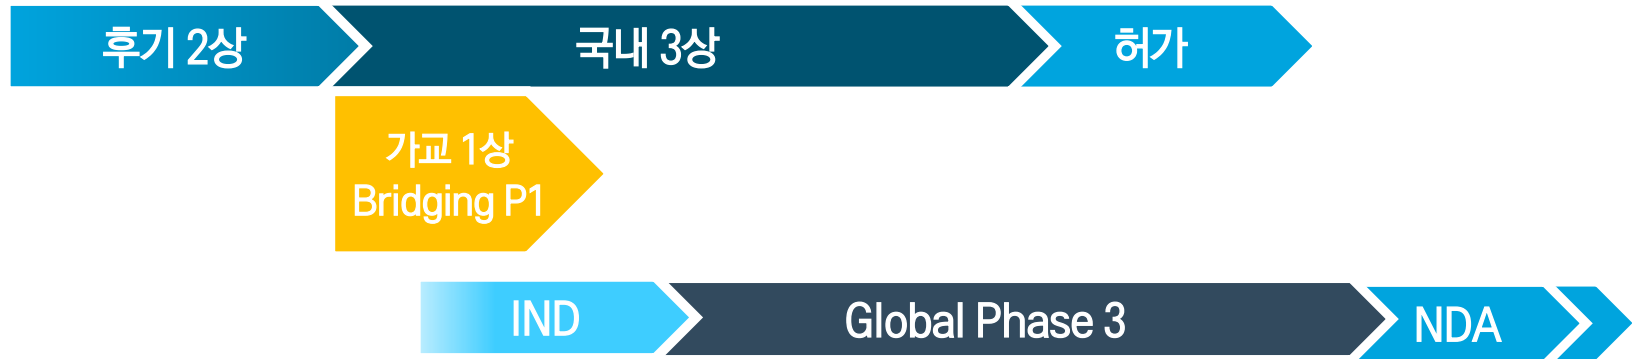 후기 2상
국내 3상
허가
가교 1상
Bridging P1
IND
Global Phase 3
NDA